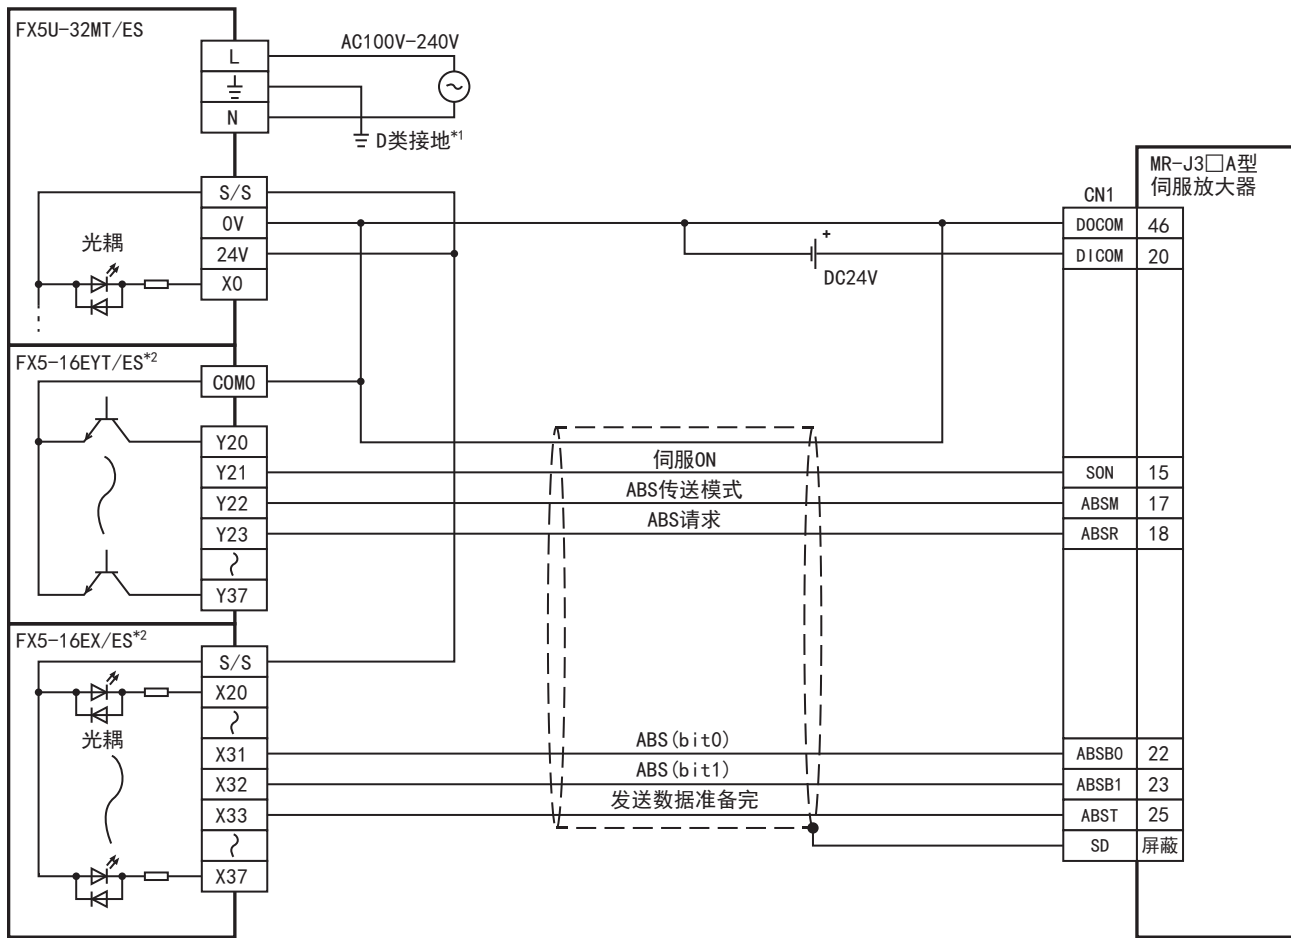 FX5U-32MT/ES
L
AC100V-240V
N
D类接地*1
S/S
0V
24V
X0
光耦
MR-J3□A型
伺服放大器
CN1
DOCOM 46
DICOM 20
+
DC24V
FX5-16EYT/ES*2
COM0
Y20
Y21 伺服ON SON 15
Y22 ABS传送模式 ABSM 17
Y23 ABS请求 ABSR 18
Y37
FX5-16EX/ES*2
S/S
X20
光耦
X31 ABS(bit0) ABSB0 22
X32 ABS(bit1) ABSB1 23
X33 发送数据准备完 ABST 25
SD 屏蔽
X37